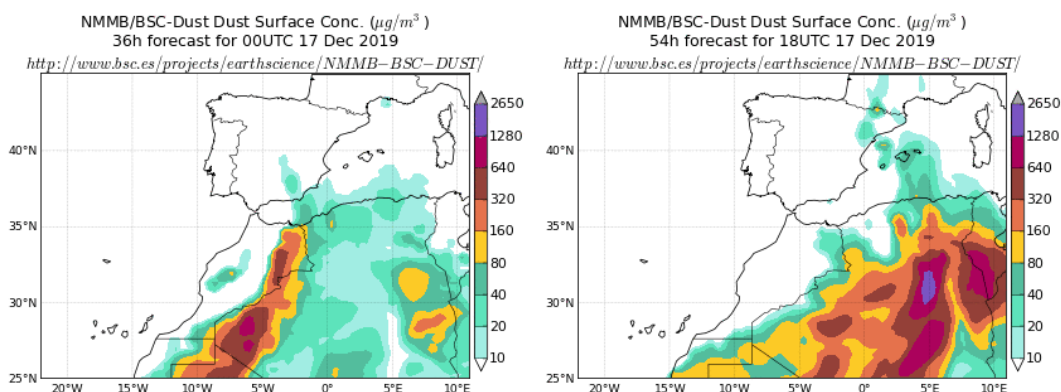 NMMB/BSC-Dust Dust Surface Conc. (μg/m³ )
36h forecast for 00UTC 17 Dec 2019
http://www.bsc.es/projects/earthscience/NMMB−BSC−DUST/
40°N
35°N
30°N
25°N
20°W 15°W 10°W 5°W 0° 5°E 10°E
2650
1280
640
320
160
80
40
20
10
NMMB/BSC-Dust Dust Surface Conc. (μg/m³ )
54h forecast for 18UTC 17 Dec 2019
http://www.bsc.es/projects/earthscience/NMMB−BSC−DUST/
40°N
35°N
30°N
25°N
20°W 15°W 10°W 5°W 0° 5°E 10°E
2650
1280
640
320
160
80
40
20
10